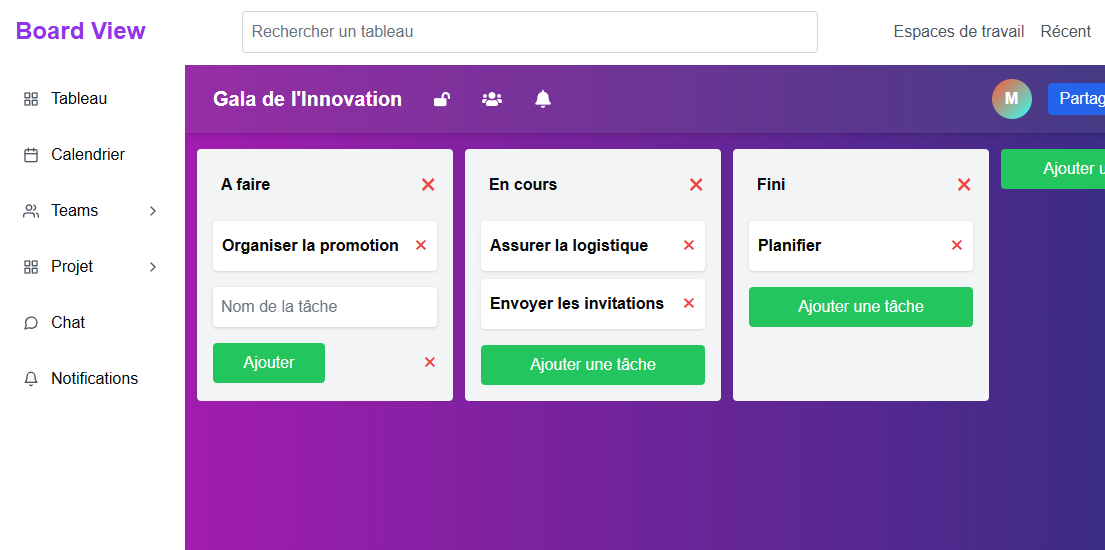 Board View
Rechercher un tableau
Espaces de travail
Récent
Tableau
Calendrier
Teams
Projet
Chat
Notifications
Gala de l'Innovation
M
Partag
A faire
Organiser la promotion
Nom de la tâche
Ajouter
En cours
Assurer la logistique
Envoyer les invitations
Ajouter une tâche
Fini
Planifier
Ajouter une tâche
Ajouter u